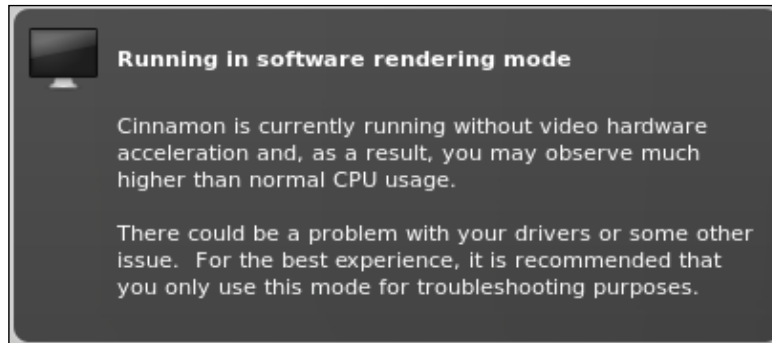 Running in software rendering mode
Cinnamon is currently running without video hardware
acceleration and, as a result, you may observe much
higher than normal CPU usage.
There could be a problem with your drivers or some other
issue.  For the best experience, it is recommended that
you only use this mode for troubleshooting purposes.